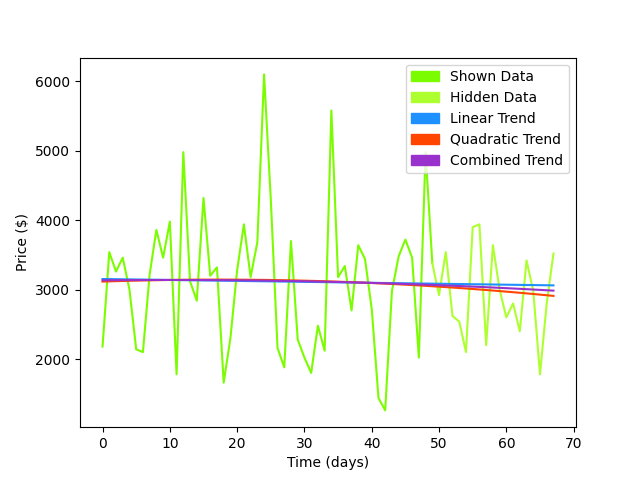 Shown Data
Hidden Data
Linear Trend
Quadratic Trend
Combined Trend
6000
5000
4000
3000
2000
Price ($)
0 10 20 30 40 50 60 70
Time (days)